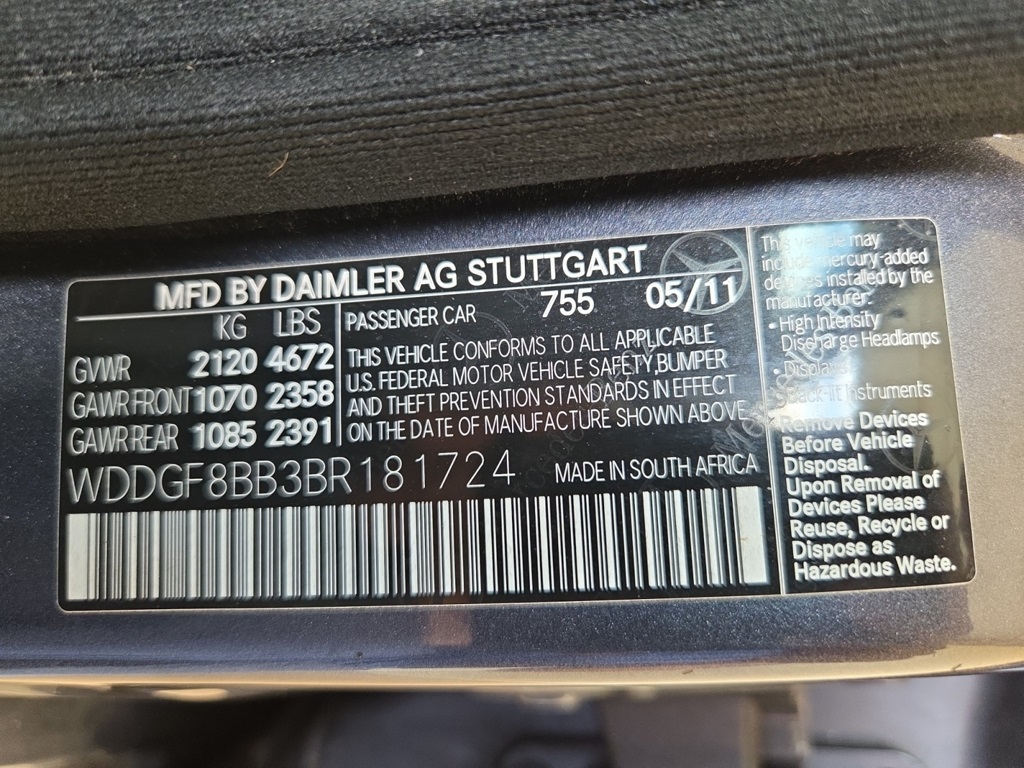 MFD BY DAIMLER AG STUTTGART
KG LBS
GVWR 2120 4672
GAWR FRONT 1070 2358
GAWR REAR 1085 2391
PASSENGER CAR 755 05/11
THIS VEHICLE CONFORMS TO ALL APPLICABLE
U.S. FEDERAL MOTOR VEHICLE SAFETY,BUMPER
AND THEFT PREVENTION STANDARDS IN EFFECT
ON THE DATE OF MANUFACTURE SHOWN ABOVE
WDDGF8BB3BR181724 MADE IN SOUTH AFRICA
This vehicle may
include mercury-added
devices installed by the
manufacturer:
• High Intensity
Discharge Headlamps
• Displays
• Back-lit Instruments
Remove Devices
Before Vehicle
Disposal.
Upon Removal of
Devices Please
Reuse, Recycle or
Dispose as
Hazardous Waste.